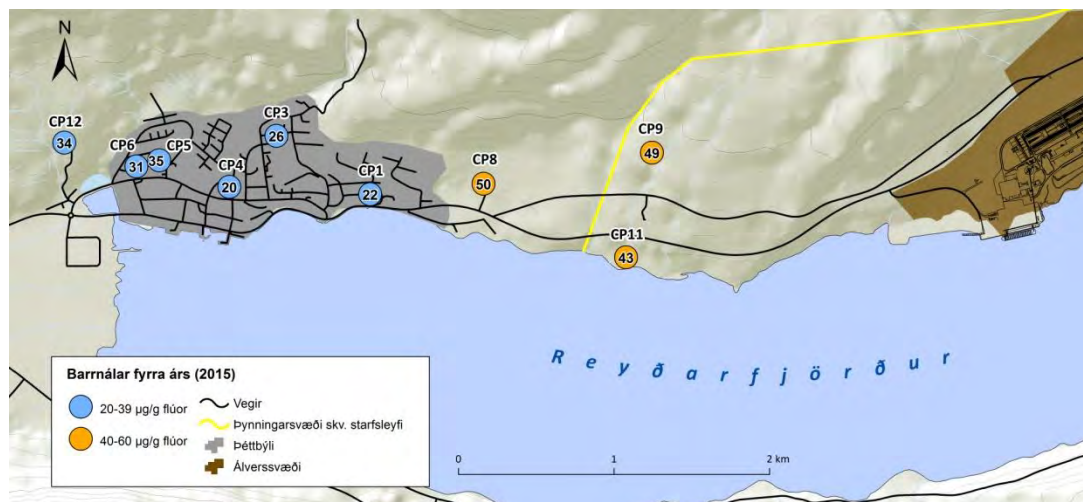 N
CP12
34
CP6
31
35
CP5
CP3
26
CP4
20
CP1
22
CP8
50
CP9
49
CP11
43
Reyðarfjörður
Barrnálar fyrra árs (2015)
20-39 µg/g flúor
40-60 µg/g flúor
Vegir
Þynningarsvæði skv. starfsleyfi
Þéttbýli
Álverssvæði
0 1 2 km